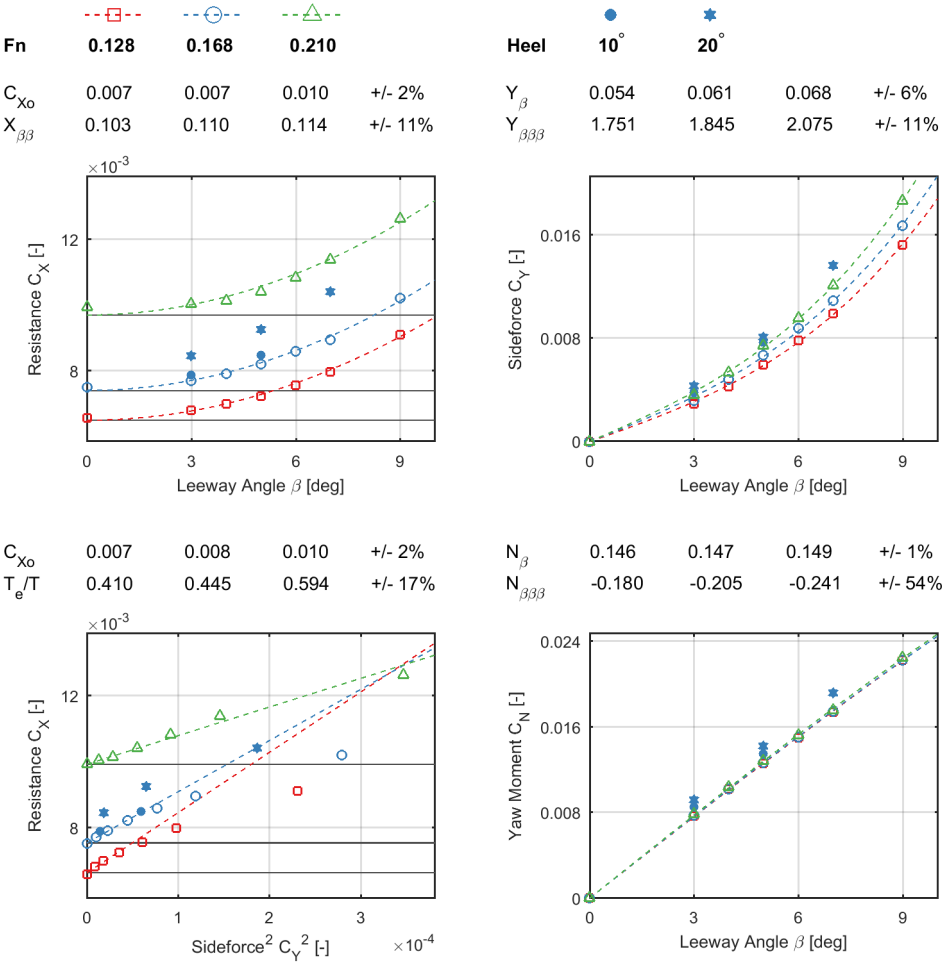 Fn 0.128 0.168 0.210
Heel 10° 20°
C_Xo 0.007 0.007 0.010 +/- 2%
X_βββ 0.103 0.110 0.114 +/- 11%
Y_β 0.054 0.061 0.068 +/- 6%
Y_βββ 1.751 1.845 2.075 +/- 11%
×10^-3
12
8
0 3 6 9
Resistance C_X [-]
Leeway Angle β [deg]
0.016
0.008
0
0 3 6 9
Sideforce C_Y [-]
Leeway Angle β [deg]
C_Xo 0.007 0.008 0.010 +/- 2%
T_e/T 0.410 0.445 0.594 +/- 17%
N_β 0.146 0.147 0.149 +/- 1%
N_βββ -0.180 -0.205 -0.241 +/- 54%
×10^-3
12
8
0 1 2 3
Resistance C_X [-]
Sideforce^2 C_Y^2 [-]
×10^-4
0.024
0.016
0.008
0
0 3 6 9
Yaw Moment C_N [-]
Leeway Angle β [deg]